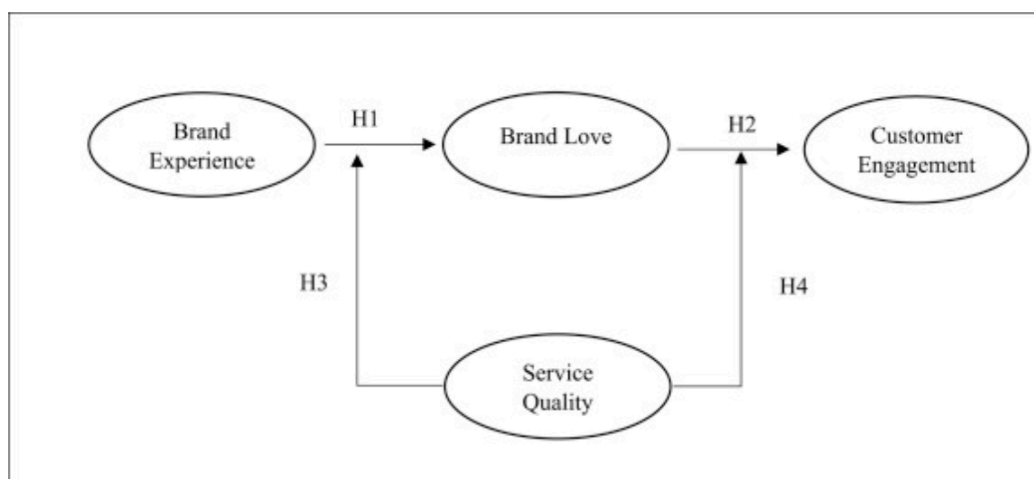 Brand
Experience
H1
Brand Love
H2
Customer
Engagement
H3
H4
Service
Quality